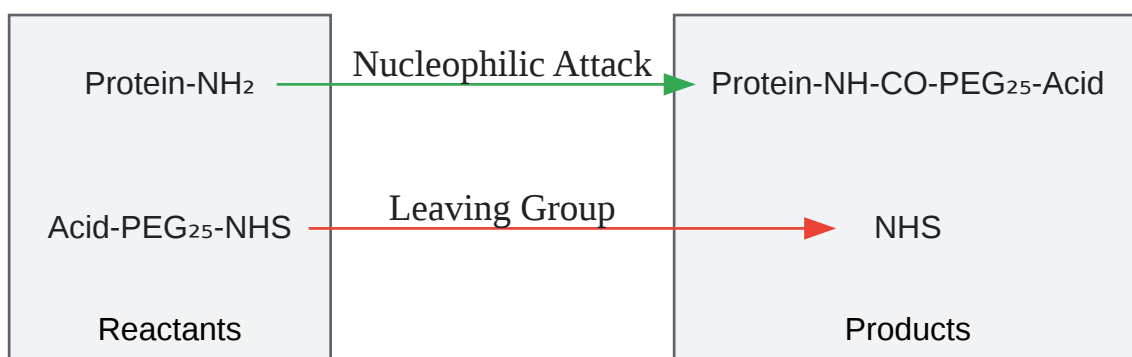 Protein-NH₂
Nucleophilic Attack
Protein-NH-CO-PEG₂₅-Acid
Acid-PEG₂₅-NHS
Leaving Group
NHS
Reactants
Products